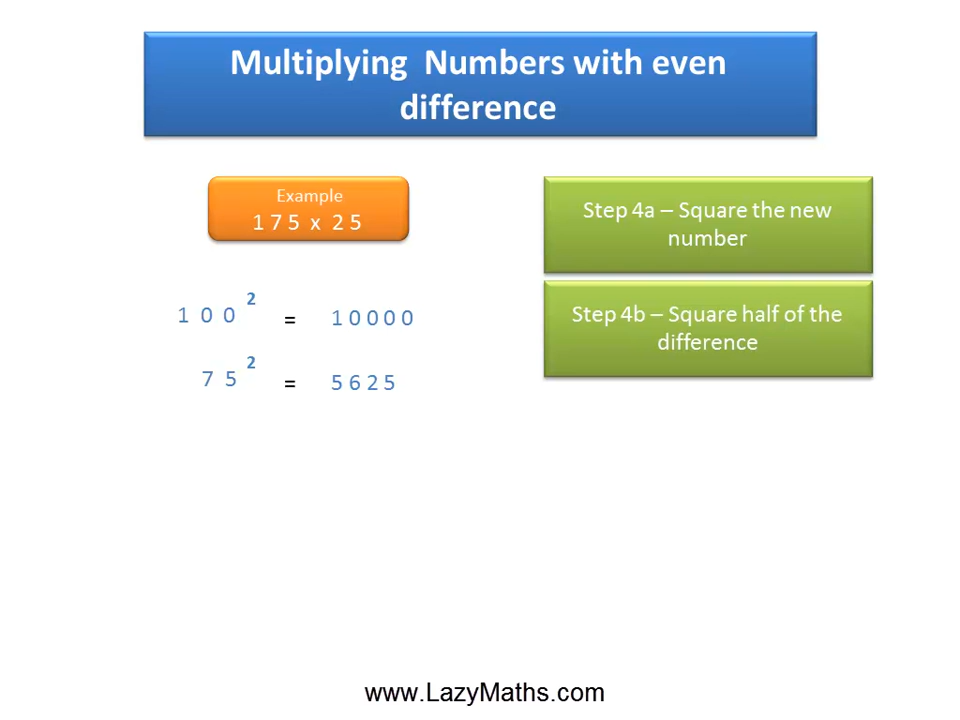 Multiplying Numbers with even
difference
Example
1 7 5 x 2 5
Step 4a – Square the new
number
1 0 0 2 = 1 0 0 0 0
Step 4b – Square half of the
difference
7 5 2 = 5 6 2 5
www.LazyMaths.com